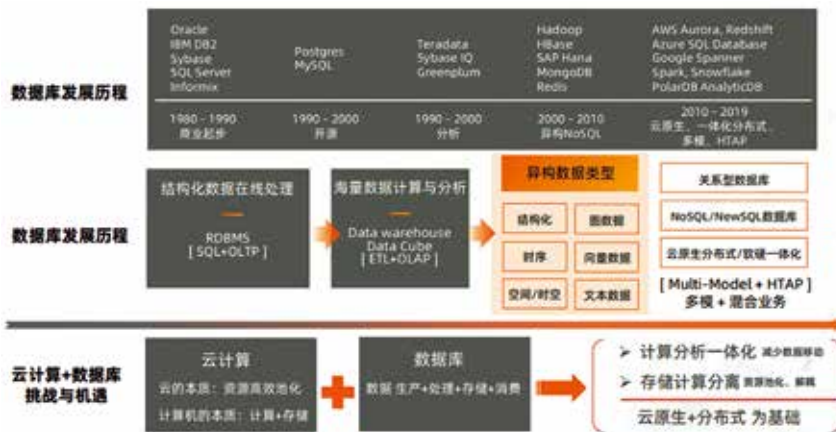 数据库发展历程
Oracle
IBM DB2
Sybase
SQL Server
Informix
1980 - 1990
商业起步
Postgres
MySQL
1990 - 2000
开源
Teradata
Sybase IQ
Greenplum
1990 - 2000
分析
Hadoop
HBase
SAP Hana
MongoDB
Redis
2000 - 2010
异构NoSQL
AWS Aurora, Redshift
Azure SQL Database
Google Spanner
Spark, Snowflake
PolarDB AnalyticDB
2010 - 2019
云原生、一体化分布式、
多模、HTAP
数据库发展历程
结构化数据在线处理
RDBMS
[ SQL+OLTP ]
海量数据计算与分析
Data warehouse
Data Cube
[ ETL+OLAP ]
异构数据类型
结构化
图数据
时序
向量数据
空间/时空
文本数据
关系型数据库
NoSQL/NewSQL数据库
云原生分布式/软硬一体化
[ Multi-Model + HTAP ]
多模 + 混合业务
云计算+数据库
挑战与机遇
云计算
云的本质：资源高效池化
计算机的本质：计算+存储
数据库
数据 生产+处理+存储+消费
➢ 计算分析一体化 减少数据移动
➢ 存储计算分离 资源池化、解耦
云原生+分布式 为基础